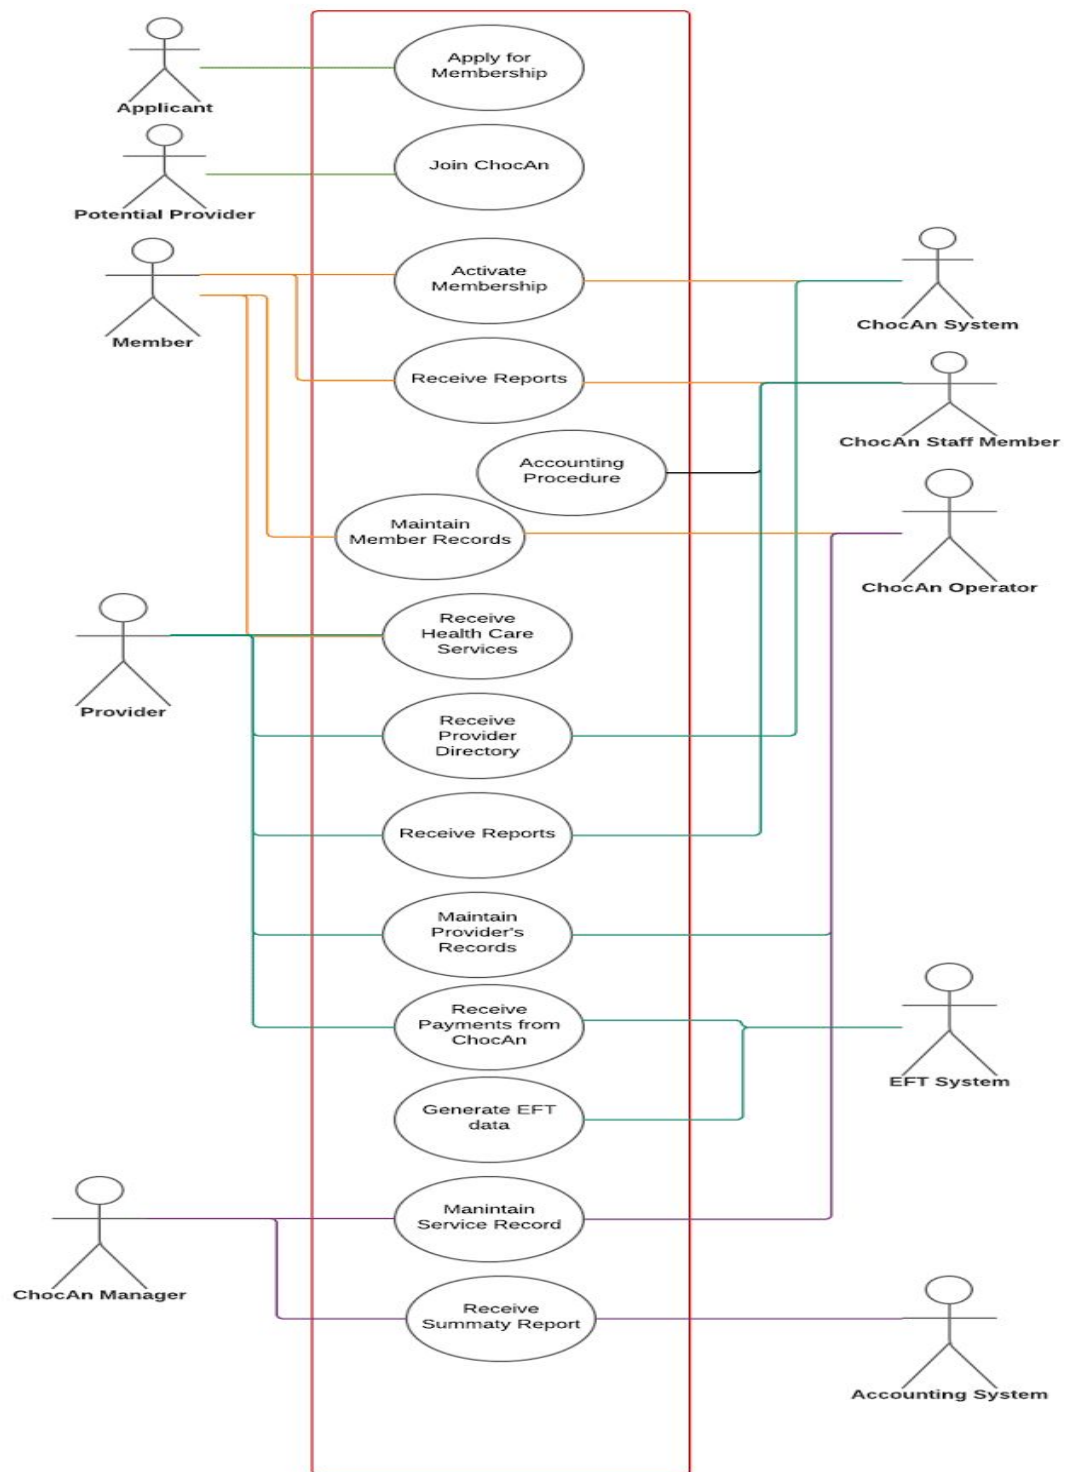 Apply for
Membership
Applicant
Join ChocAn
Potential Provider
Activate
Membership
ChocAn System
Member
Receive Reports
ChocAn Staff Member
Accounting
Procedure
Maintain
Member Records
ChocAn Operator
Receive
Health Care
Services
Provider
Receive
Provider
Directory
Receive Reports
Maintain
Provider's
Records
Receive
Payments from
ChocAn
EFT System
Generate EFT
data
Manintain
Service Record
ChocAn Manager
Receive
Summaty Report
Accounting System